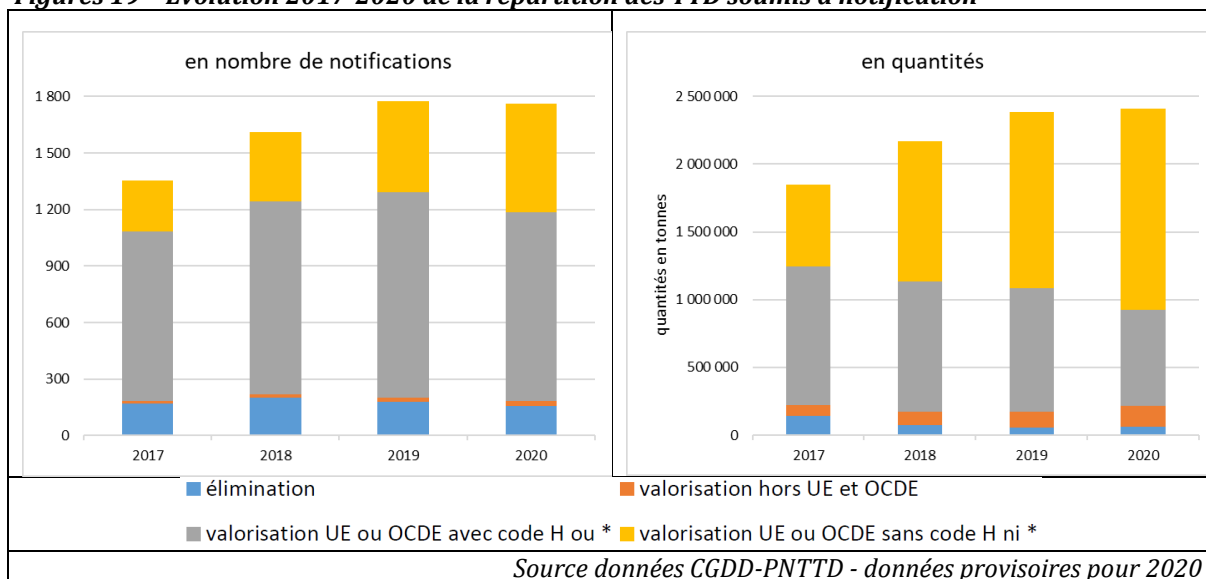 Figures 19 - Evolution 2017-2020 de la répartition des TTD soumis à notification
en nombre de notifications
1 800
1 500
1 200
900
600
300
0
2017 2018 2019 2020
en quantités
quantités en tonnes
2 500 000
2 000 000
1 500 000
1 000 000
500 000
0
2017 2018 2019 2020
élimination valorisation hors UE et OCDE
valorisation UE ou OCDE avec code H ou * valorisation UE ou OCDE sans code H ni *
Source données CGDD-PNTTD - données provisoires pour 2020